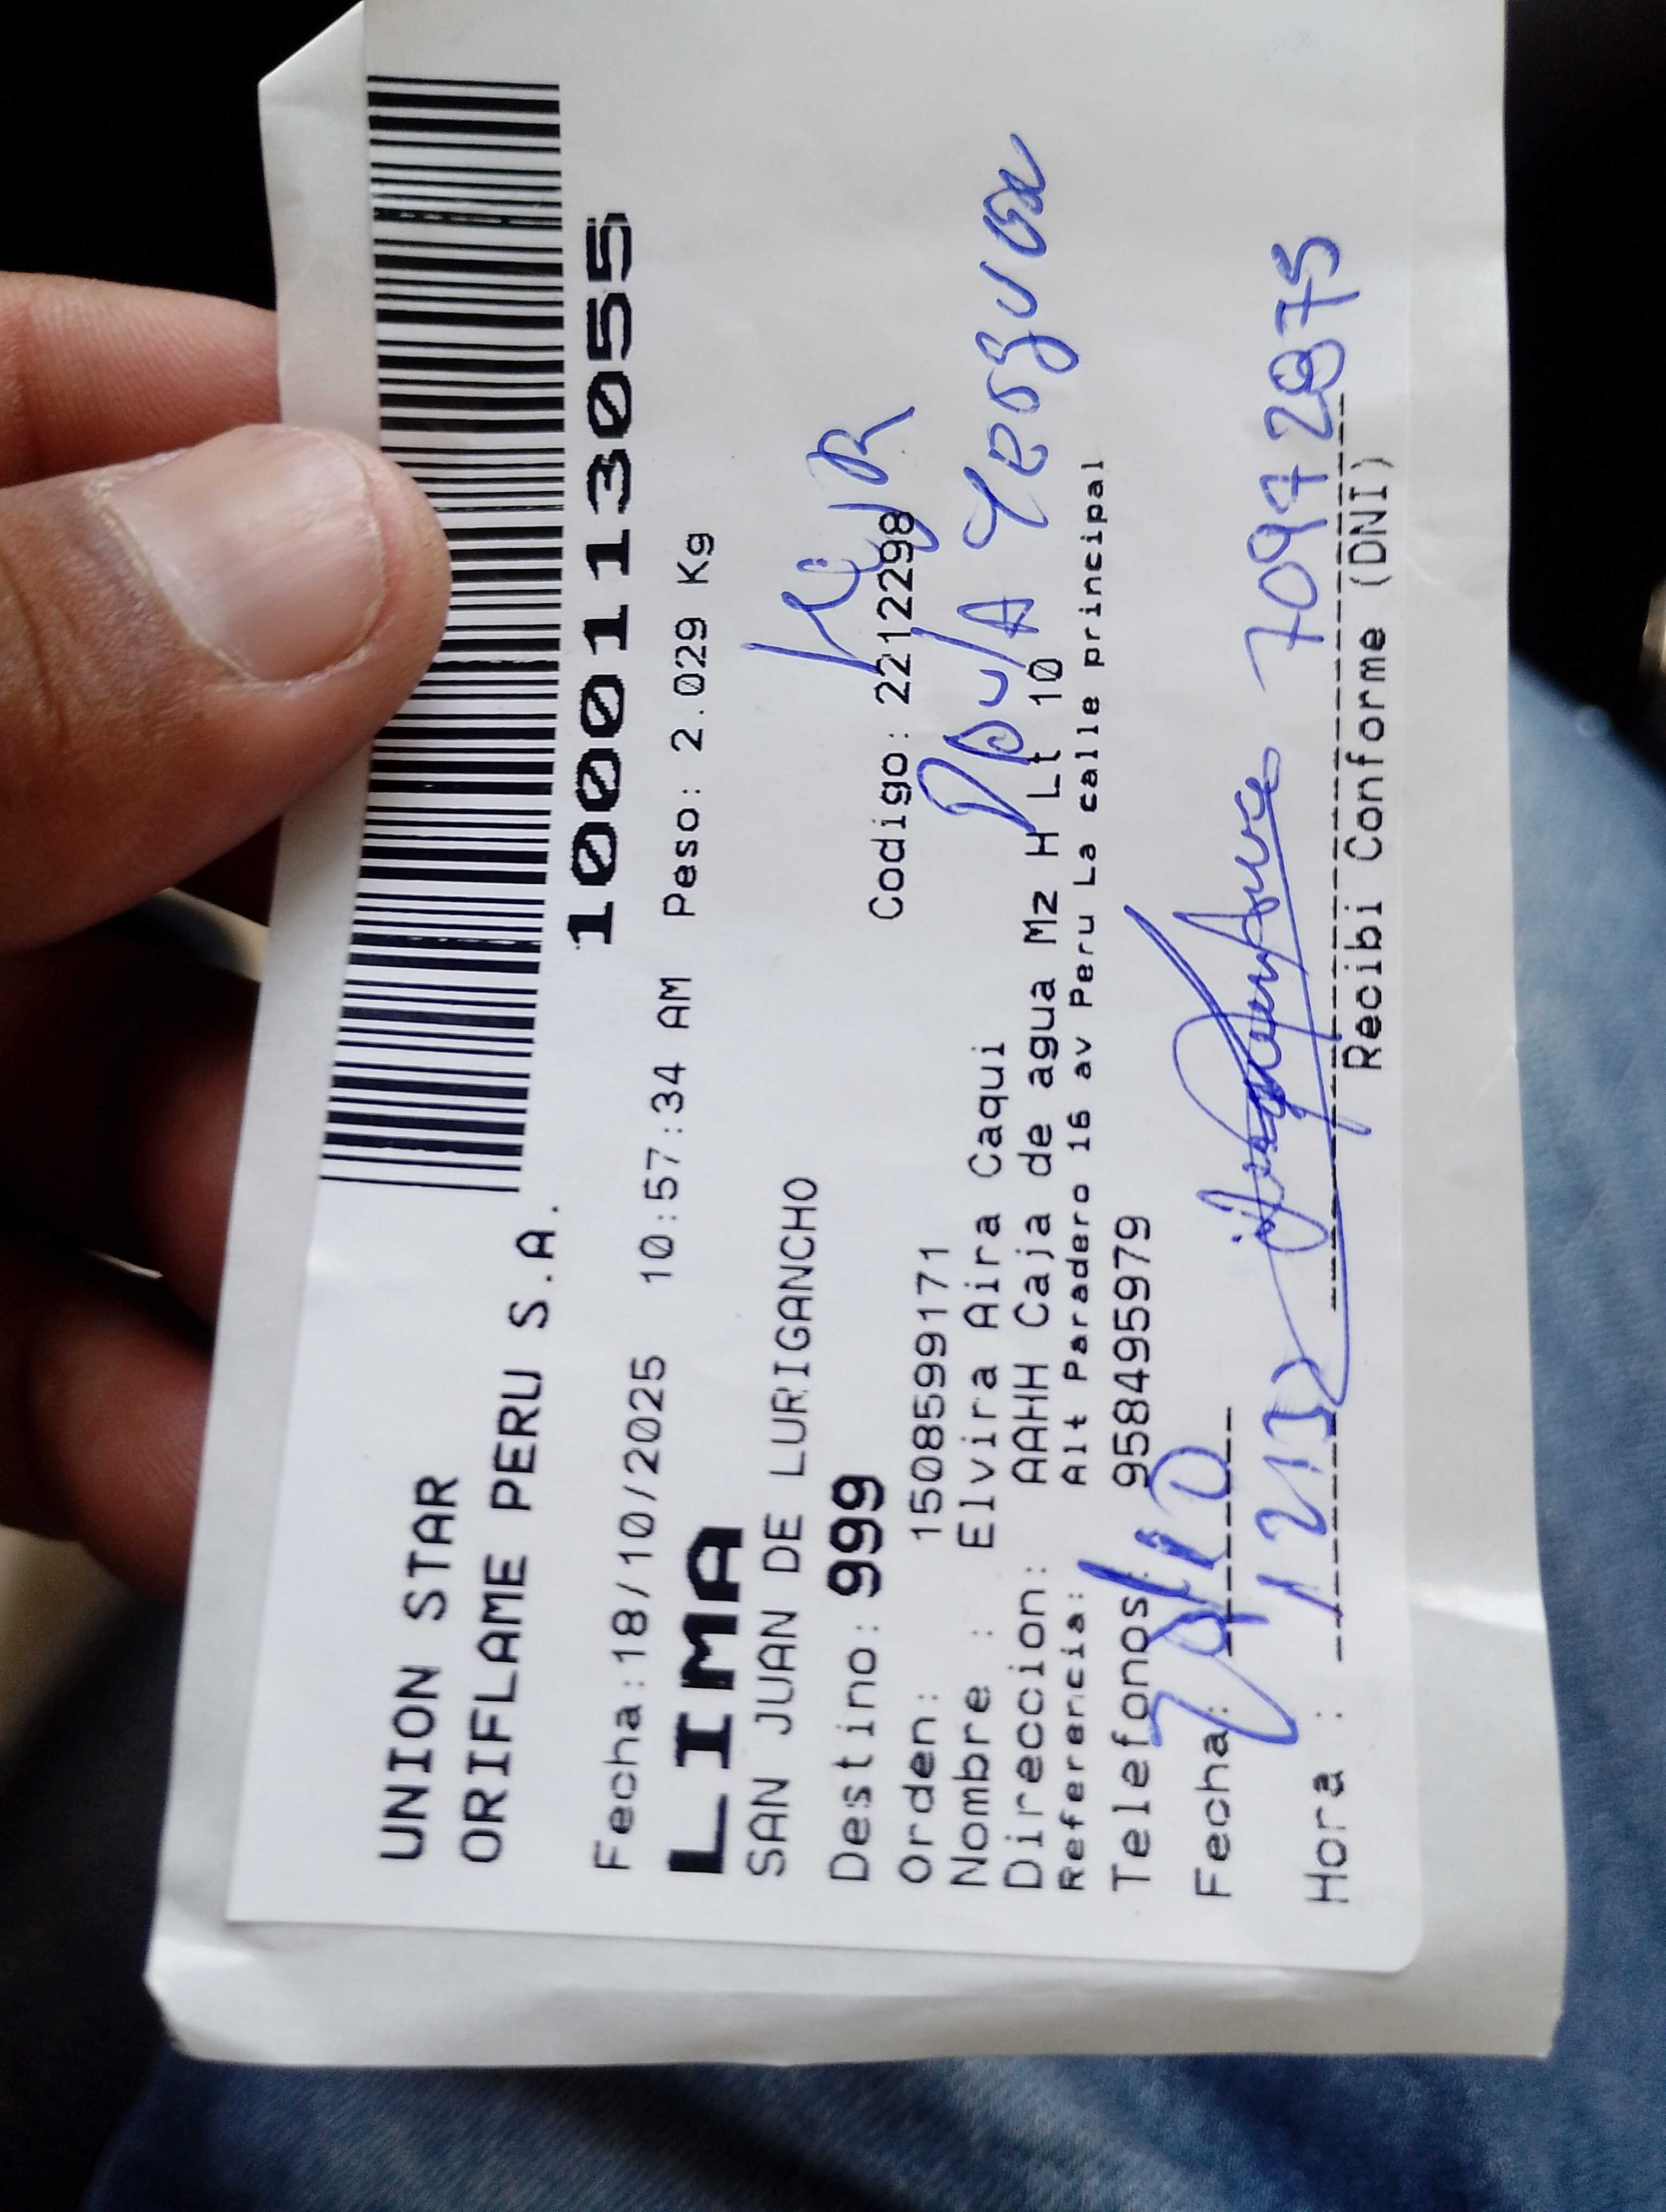 UNION STAR
ORIFLAME PERU S.A.
1000113055
Fecha:18/10/2025 10:57:34 AM Peso: 2.029 Kg
LIMA
SAN JUAN DE LURIGANCHO
Destino: 999 Codigo: 2212298
Orden: 1508599171
Nombre : Elvira Aira Caqui
Direccion: AAHH Caja de agua Mz H Lt 10
Referencia: Alt Paradero 16 av Peru La calle principal
Telefonos: 958495979
Fecha:
Hora : 70972875
Recibi Conforme (DNI)